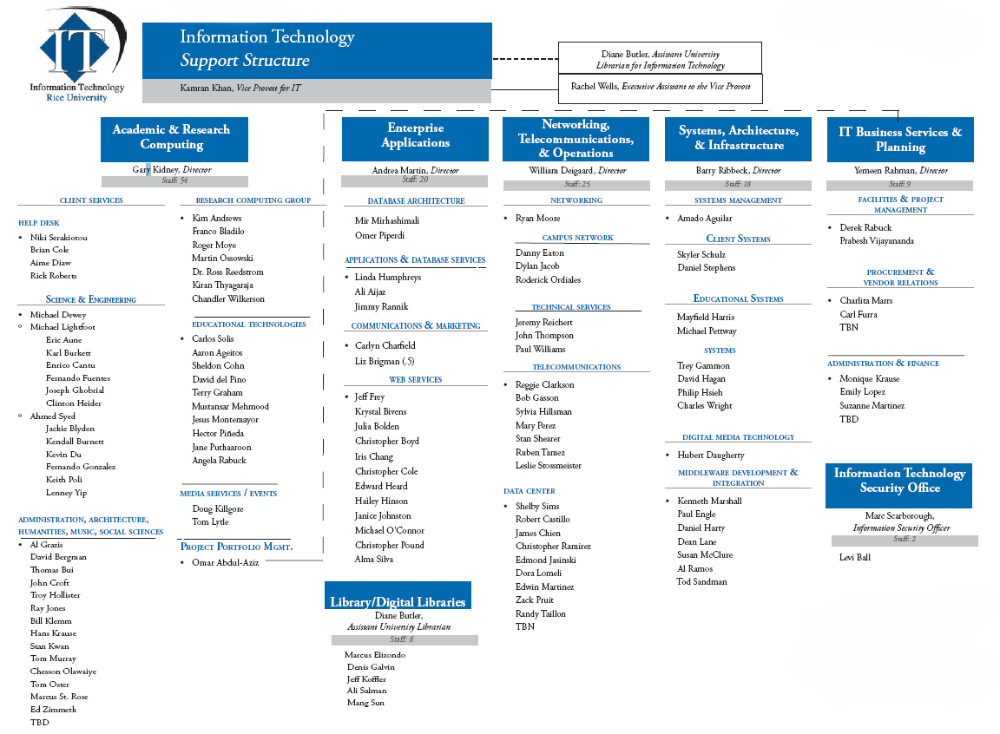 IT
Information Technology
Rice University
Information Technology
Support Structure
Kamran Khan, Vice Provost for IT
Diane Butler, Assistant University
Librarian for Information Technology
Rachel Wells, Executive Assistant to the Vice Provost
Academic & Research
Computing
Gary Kidney, Director
Staff: 54
CLIENT SERVICES
HELP DESK
• Niki Serakiotou
Brian Cole
Aime Diaw
Rick Roberts
SCIENCE & ENGINEERING
• Michael Dewey
o Michael Lightfoot
Eric Aune
Karl Burkett
Enrico Cantu
Fernando Fuentes
Joseph Ghobrial
Clinton Heider
o Ahmed Syed
Jackie Blyden
Kendall Burnett
Kevin Du
Fernando Gonzalez
Keith Poli
Lenney Yip
ADMINISTRATION, ARCHITECTURE,
HUMANITIES, MUSIC, SOCIAL SCIENCES
• Al Grazis
David Bergman
Thomas Bui
John Croft
Troy Hollister
Ray Jones
Bill Klemm
Hans Krause
Stan Kwan
Tom Murray
Chesson Olawaiye
Tom Oster
Marcus St. Rose
Ed Zimmeth
TBD
RESEARCH COMPUTING GROUP
• Kim Andrews
Franco Bladilo
Roger Moye
Martin Ossowski
Dr. Ross Reedstrom
Kiran Thyagaraja
Chandler Wilkerson
EDUCATIONAL TECHNOLOGIES
• Carlos Solis
Aaron Ageitos
Sheldon Cohn
David del Pino
Terry Graham
Mustansar Mehmood
Jesus Montemayor
Hector Piñeda
Jane Puthaaroon
Angela Rabuck
MEDIA SERVICES / EVENTS
Doug Killgore
Tom Lytle
PROJECT PORTFOLIO MGMT.
• Omar Abdul-Aziz
Enterprise
Applications
Andrea Martin, Director
Staff: 20
DATABASE ARCHITECTURE
Mir Mirhashimali
Omer Piperdi
APPLICATIONS & DATABASE SERVICES
• Linda Humphreys
Ali Aijaz
Jimmy Rannik
COMMUNICATIONS & MARKETING
• Carlyn Chatfield
Liz Brigman (.5)
WEB SERVICES
• Jeff Frey
Krystal Bivens
Julia Bolden
Christopher Boyd
Iris Chang
Christopher Cole
Edward Heard
Hailey Hinson
Janice Johnston
Michael O'Connor
Christopher Pound
Alma Silva
Library/Digital Libraries
Diane Butler,
Assistant University Librarian
Staff: 6
Marcus Elizondo
Denis Galvin
Jeff Koffler
Ali Salman
Mang Sun
Networking,
Telecommunications,
& Operations
William Deigaard, Director
Staff: 25
NETWORKING
• Ryan Moore
CAMPUS NETWORK
Danny Eaton
Dylan Jacob
Roderick Ordiales
TECHNICAL SERVICES
Jeremy Reichert
John Thompson
Paul Williams
TELECOMMUNICATIONS
• Reggie Clarkson
Bob Gasson
Sylvia Hillsman
Mary Perez
Stan Shearer
Ruben Tamez
Leslie Stossmeister
DATA CENTER
• Shelby Sims
Robert Castillo
James Chien
Christopher Ramirez
Edmond Jasinski
Dora Lomeli
Edwin Martinez
Zack Pruit
Randy Taillon
TBN
Systems, Architecture,
& Infrastructure
Barry Ribbeck, Director
Staff: 18
SYSTEMS MANAGEMENT
• Amado Aguilar
CLIENT SYSTEMS
Skyler Schulz
Daniel Stephens
EDUCATIONAL SYSTEMS
Mayfield Harris
Michael Pettway
SYSTEMS
Trey Gammon
David Hagan
Philip Hsieh
Charles Wright
DIGITAL MEDIA TECHNOLOGY
• Hubert Daugherty
MIDDLEWARE DEVELOPMENT &
INTEGRATION
• Kenneth Marshall
Paul Engle
Daniel Harty
Dean Lane
Susan McClure
Al Ramos
Tod Sandman
IT Business Services &
Planning
Yemeen Rahman, Director
Staff: 9
FACILITIES & PROJECT
MANAGEMENT
• Derek Rabuck
Prabesh Vijayananda
PROCUREMENT &
VENDOR RELATIONS
• Charlita Marrs
Carl Furra
TBN
ADMINISTRATION & FINANCE
• Monique Krause
Emily Lopez
Suzanne Martinez
TBD
Information Technology
Security Office
Marc Scarborough,
Information Security Officer
Staff: 2
Levi Ball